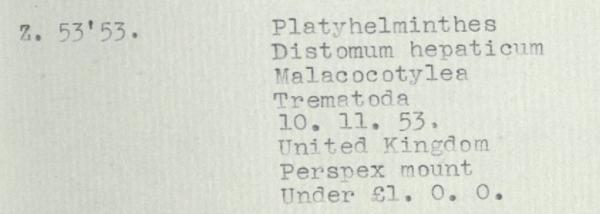 Z. 53'53.
Platyhelminthes
Distomum hepaticum
Malacocotylea
Trematoda
10. 11. 53.
United Kingdom
Perspex mount
Under £1. 0. 0.